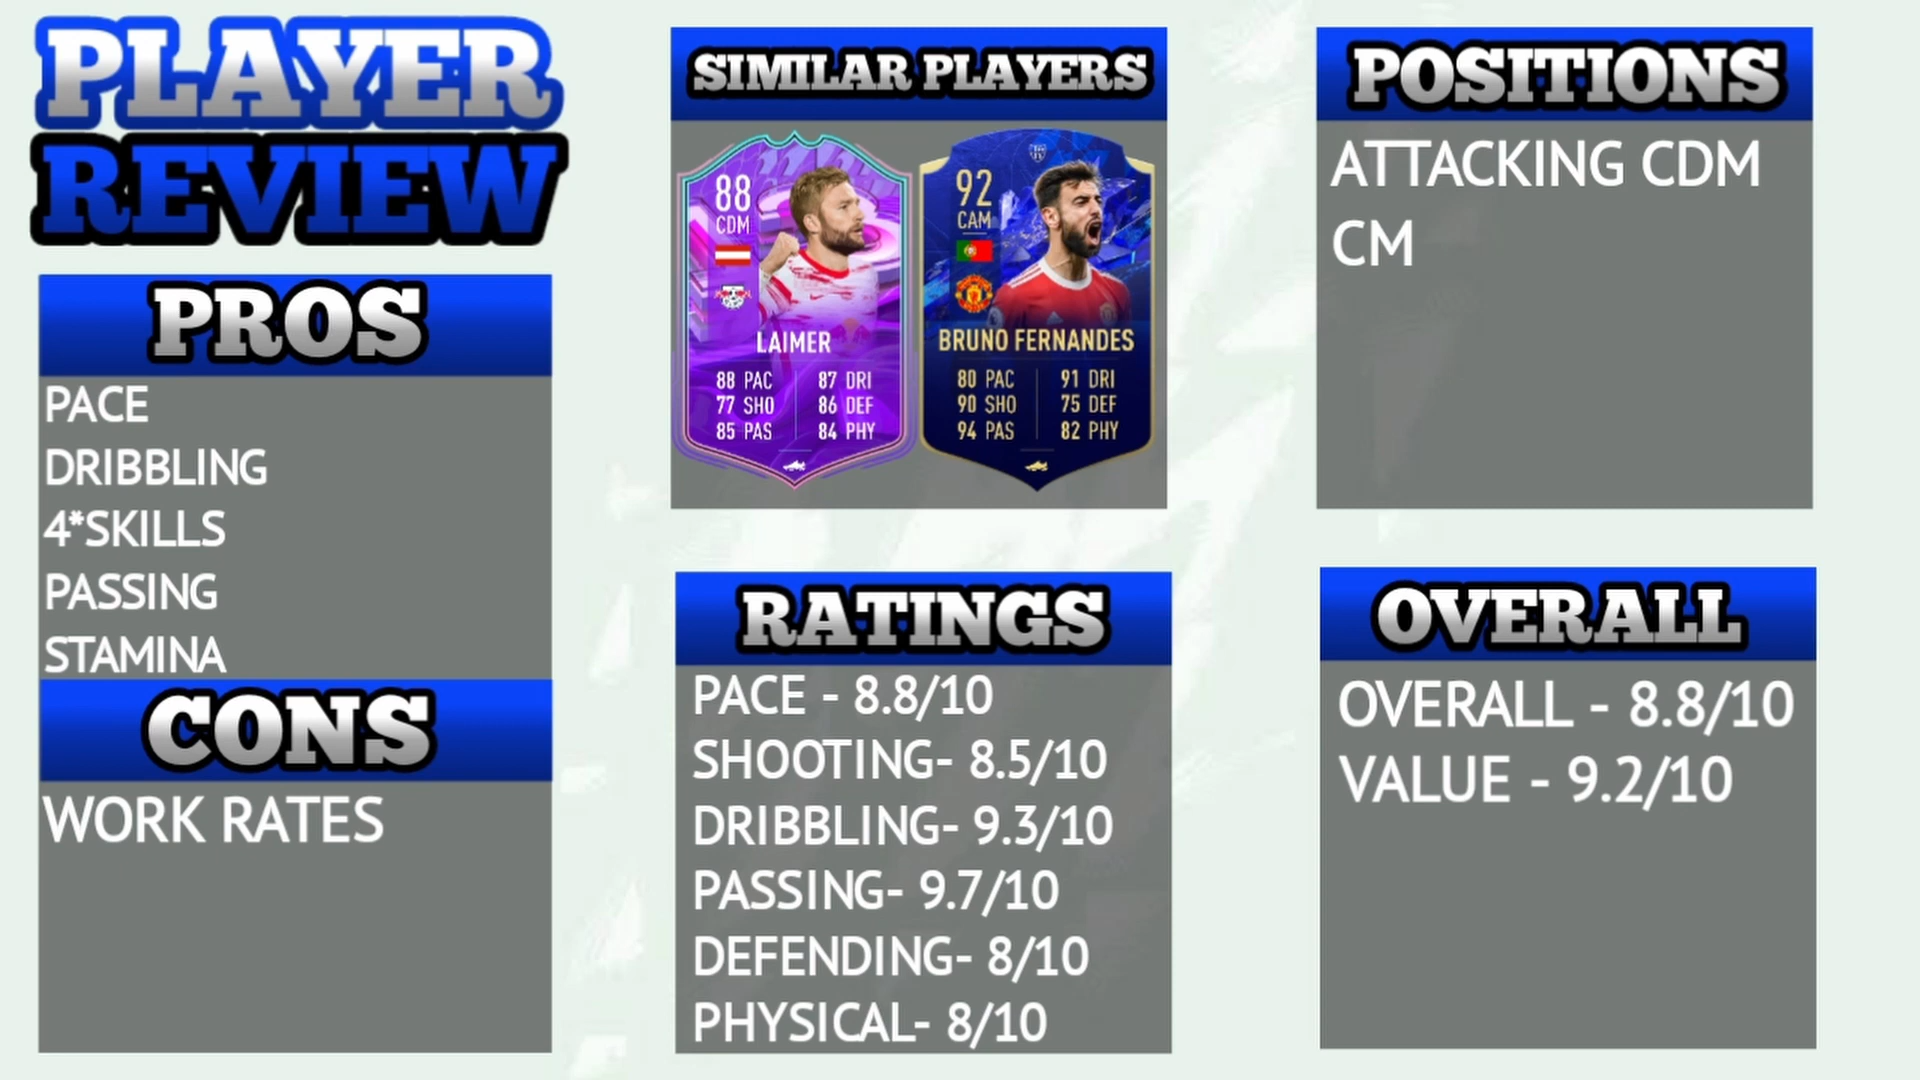 PLAYER
REVIEW
PROS
PACE
DRIBBLING
4*SKILLS
PASSING
STAMINA
CONS
WORK RATES
SIMILAR PLAYERS
88
CDM
LAIMER
88 PAC 87 DRI
77 SHO 86 DEF
85 PAS 84 PHY
92
CAM
BRUNO FERNANDES
80 PAC 91 DRI
90 SHO 75 DEF
94 PAS 82 PHY
RATINGS
PACE - 8.8/10
SHOOTING- 8.5/10
DRIBBLING- 9.3/10
PASSING- 9.7/10
DEFENDING- 8/10
PHYSICAL- 8/10
POSITIONS
ATTACKING CDM
CM
OVERALL
OVERALL - 8.8/10
VALUE - 9.2/10